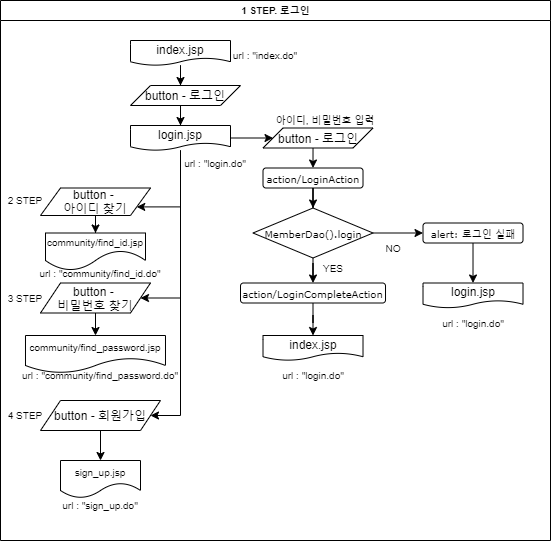 1 STEP. 로그인
index.jsp
url : "index.do"
button - 로그인
login.jsp
url : "login.do"
아이디, 비밀번호 입력
button - 로그인
action/LoginAction
MemberDao().login
NO
alert: 로그인 실패
login.jsp
url : "login.do"
YES
action/LoginCompleteAction
index.jsp
url : "login.do"
2 STEP
button -
아이디 찾기
community/find_id.jsp
url : "community/find_id.do"
3 STEP
button -
비밀번호 찾기
community/find_password.jsp
url : "community/find_password.do"
4 STEP
button - 회원가입
sign_up.jsp
url : "sign_up.do"